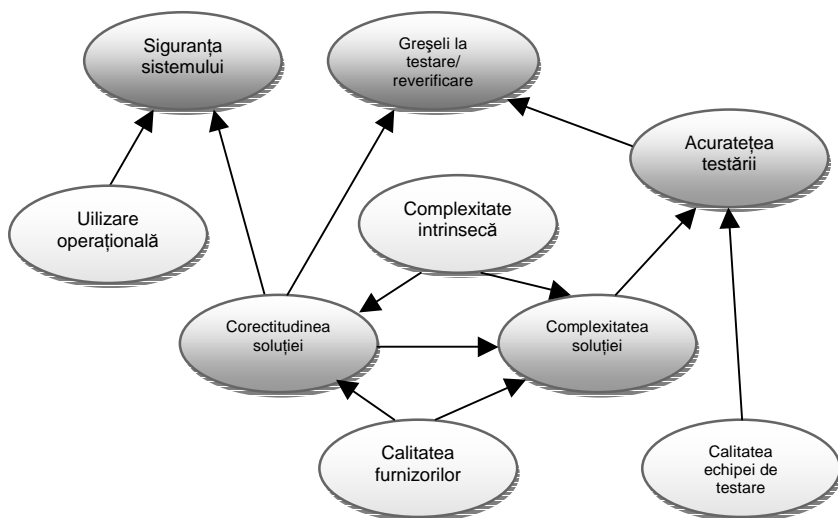 Siguranța
sistemului
Greşeli la
testare/
reverificare
Acuratețea
testării
Uilizare
operațională
Complexitate
intrinsecă
Corectitudinea
soluției
Complexitatea
soluției
Calitatea
furnizorilor
Calitatea
echipei de
testare